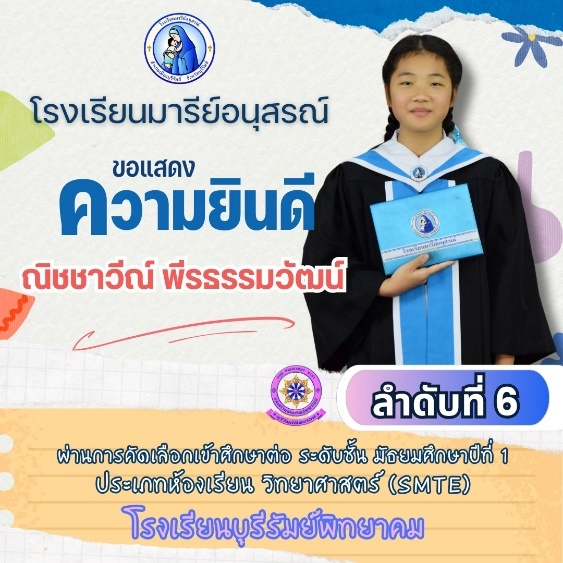 โรงเรียนมารีย์อนุสรณ์
ขอแสดง
ความยินดี
ณิชชาวีณ์ พีรธรรมวัฒน์
ลำดับที่ 6
ผ่านการคัดเลือกเข้าศึกษาต่อ ระดับชั้น มัธยมศึกษาปีที่ 1
ประเภทห้องเรียน วิทยาศาสตร์ (SMTE)
โรงเรียนบุรีรัมย์พิทยาคม